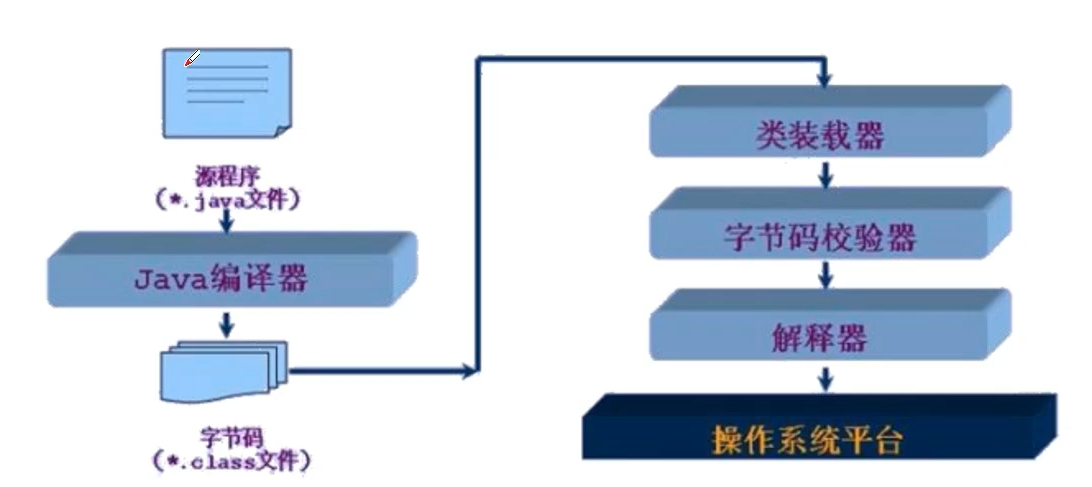 源程序
(*.java文件)
Java编译器
字节码
(*.class文件)
类装载器
字节码校验器
解释器
操作系统平台